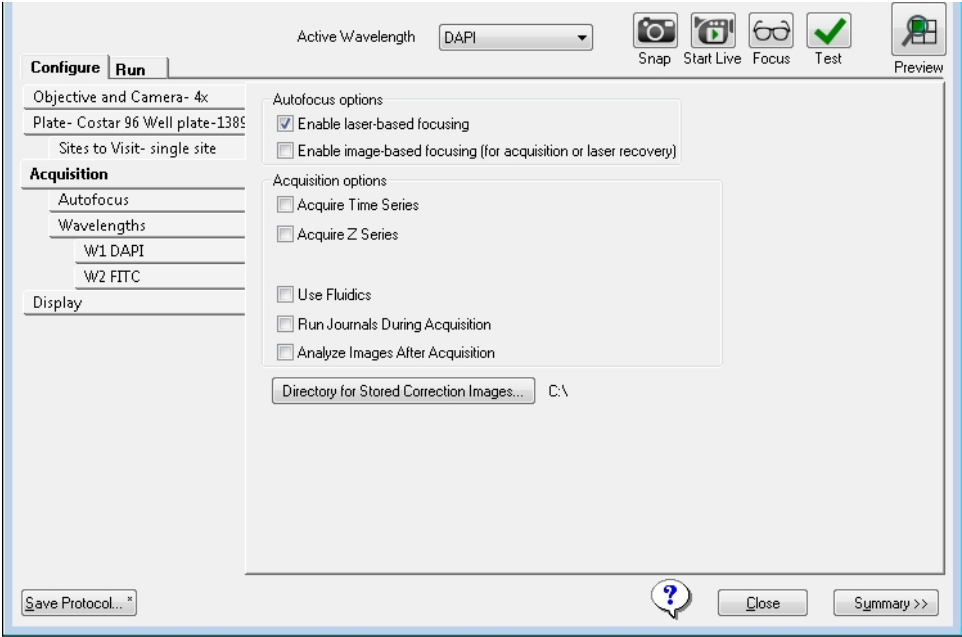 Active Wavelength DAPI
Snap Start Live Focus Test Preview
Configure Run
Objective and Camera- 4x
Plate- Costar 96 Well plate-1389
Sites to Visit- single site
Acquisition
Autofocus
Wavelengths
W1 DAPI
W2 FITC
Display
Autofocus options
Enable laser-based focusing
Enable image-based focusing (for acquisition or laser recovery)
Acquisition options
Acquire Time Series
Acquire Z Series
Use Fluidics
Run Journals During Acquisition
Analyze Images After Acquisition
Directory for Stored Correction Images... C:\
Save Protocol... * ? Close Summary >>